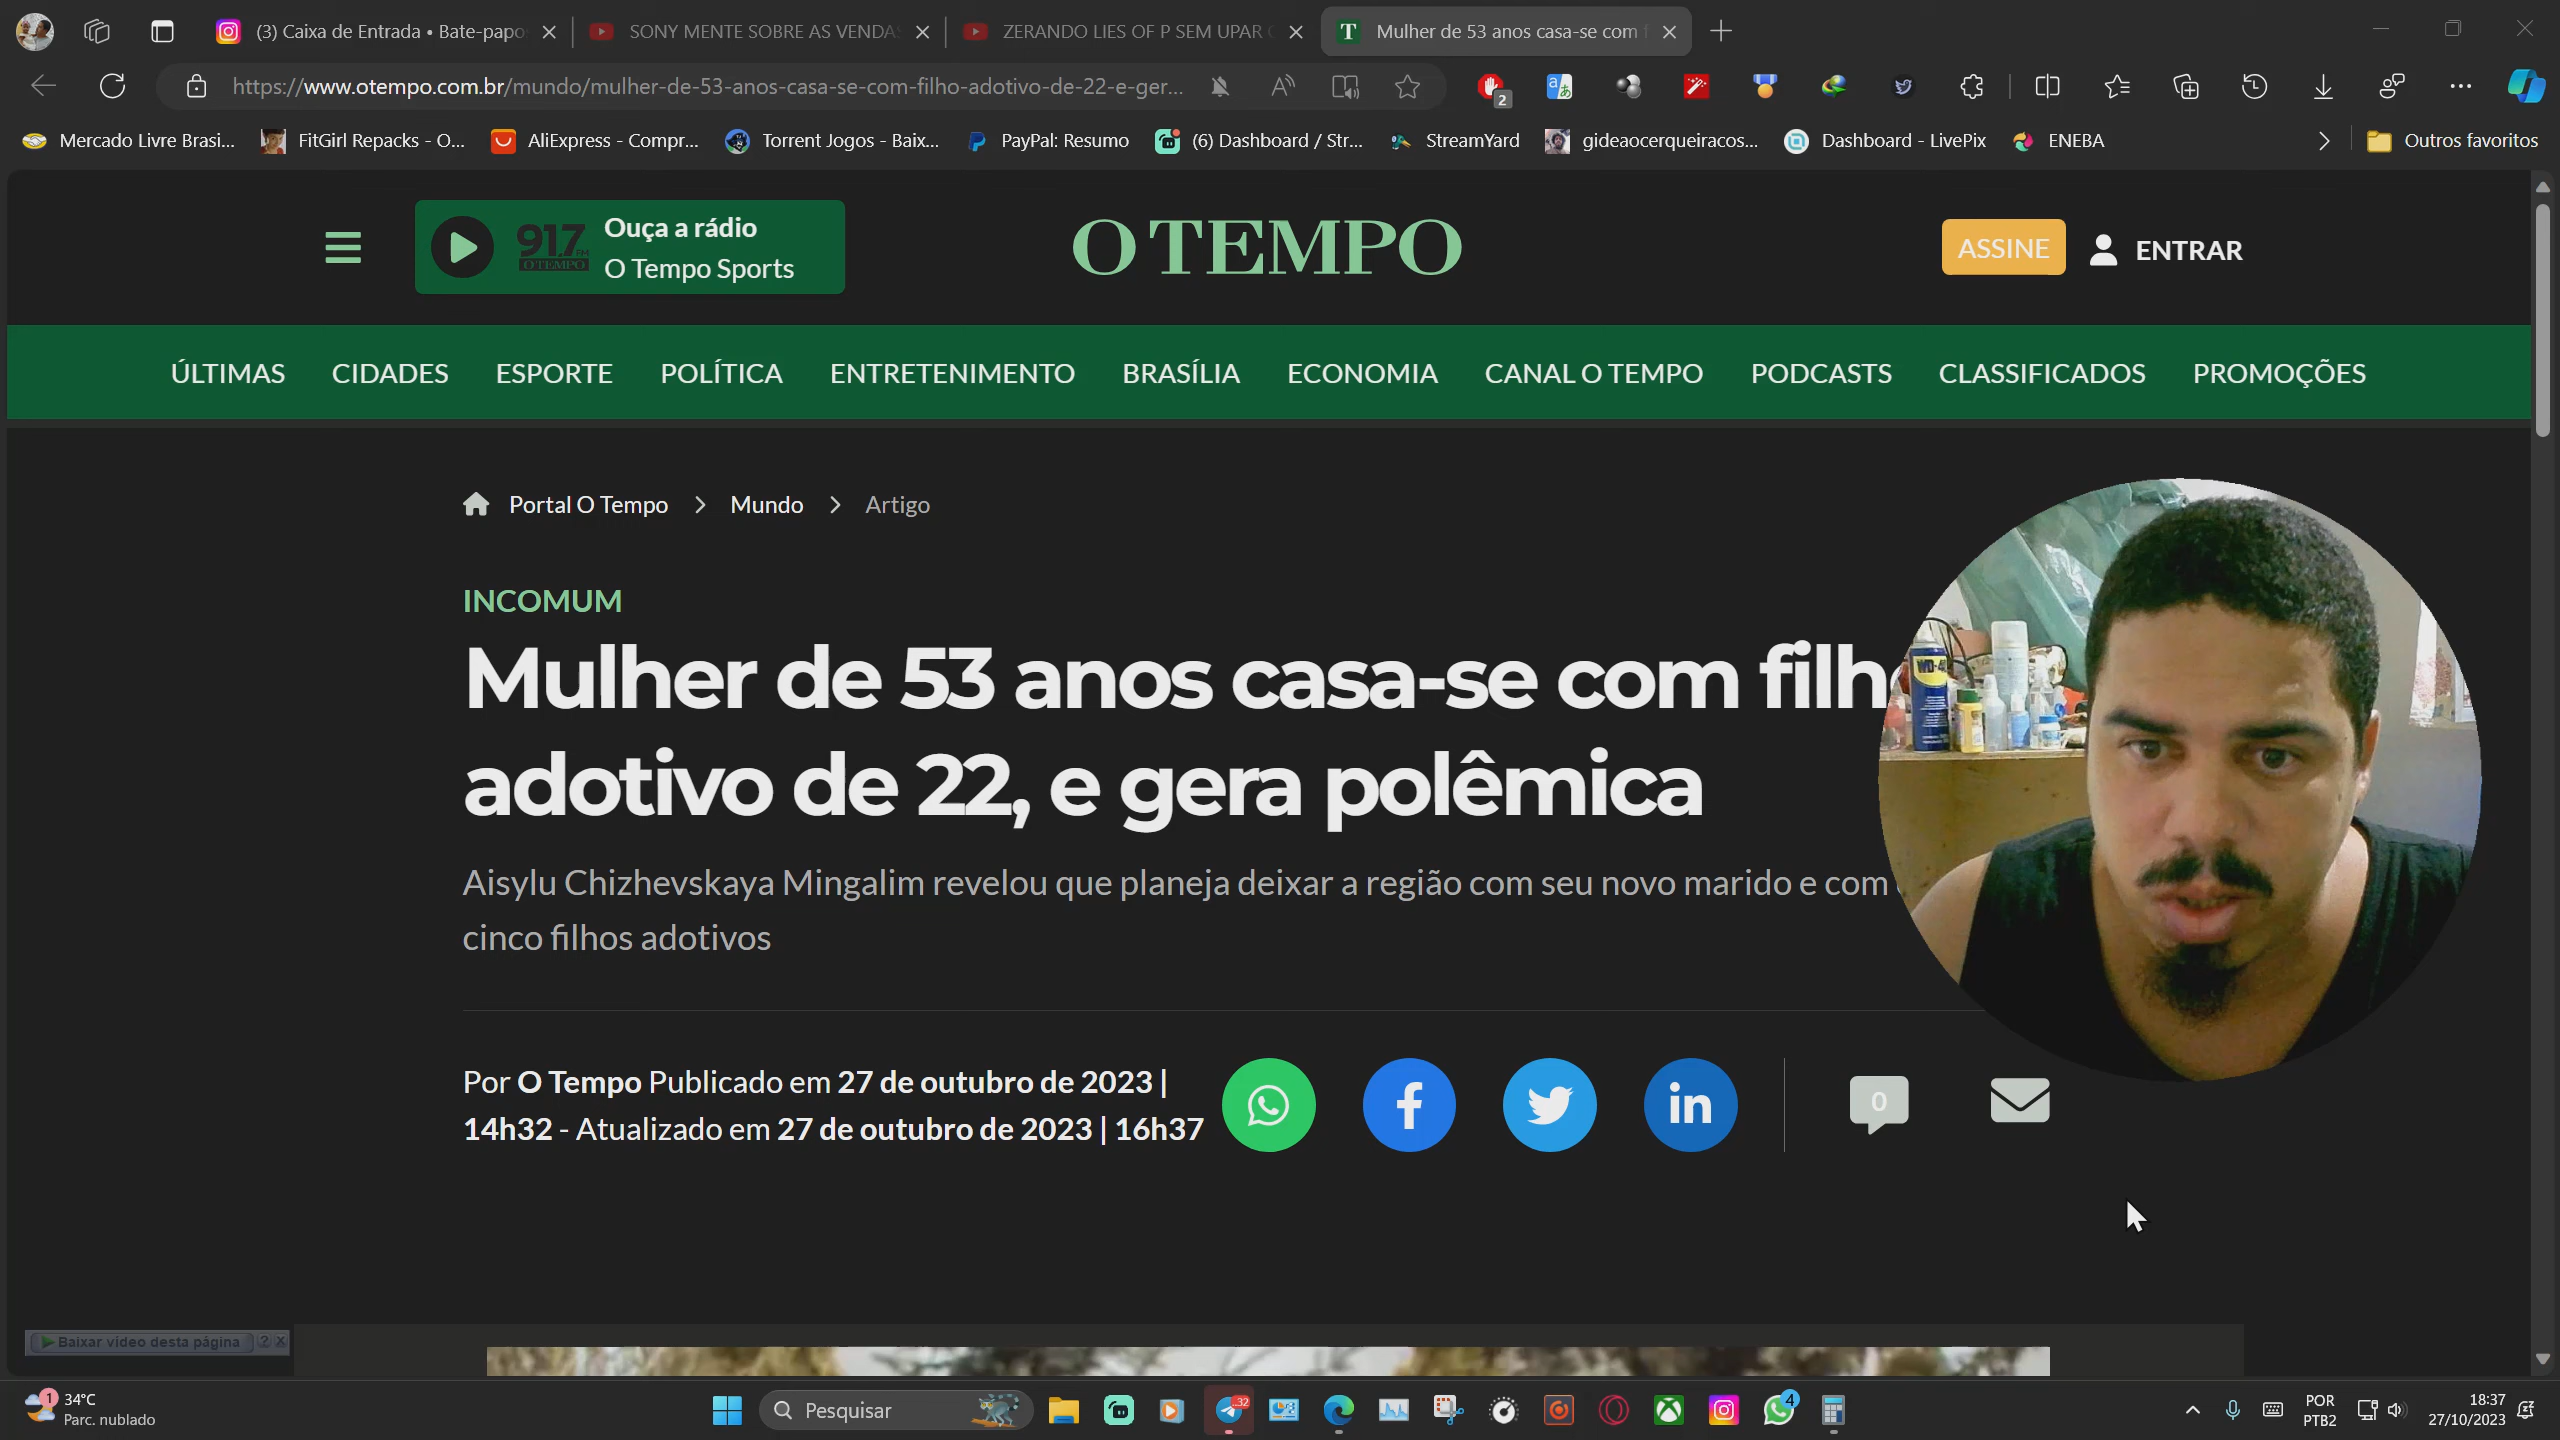 (3) Caixa de Entrada • Bate-papo
SONY MENTE SOBRE AS VENDAS
ZERANDO LIES OF P SEM UPAR
Mulher de 53 anos casa-se com
https://www.otempo.com.br/mundo/mulher-de-53-anos-casa-se-com-filho-adotivo-de-22-e-ger...
2
Mercado Livre Brasi...
FitGirl Repacks - O...
AliExpress - Compr...
Torrent Jogos - Baix...
PayPal: Resumo
(6) Dashboard / Str...
StreamYard
gideaocerqueiracos...
Dashboard - LivePix
ENEBA
Outros favoritos
917 FM
O TEMPO
Ouça a rádio
O Tempo Sports
O TEMPO
ASSINE
ENTRAR
ÚLTIMAS
CIDADES
ESPORTE
POLÍTICA
ENTRETENIMENTO
BRASÍLIA
ECONOMIA
CANAL O TEMPO
PODCASTS
CLASSIFICADOS
PROMOÇÕES
Portal O Tempo > Mundo > Artigo
INCOMUM
Mulher de 53 anos casa-se com filh
adotivo de 22, e gera polêmica
Aisylu Chizhevskaya Mingalim revelou que planeja deixar a região com seu novo marido e com
cinco filhos adotivos
Por O Tempo Publicado em 27 de outubro de 2023 |
14h32 - Atualizado em 27 de outubro de 2023 | 16h37
0
WD-40
Baixar vídeo desta página
34°C
Parc. nublado
Pesquisar
POR
PTB2
18:37
27/10/2023